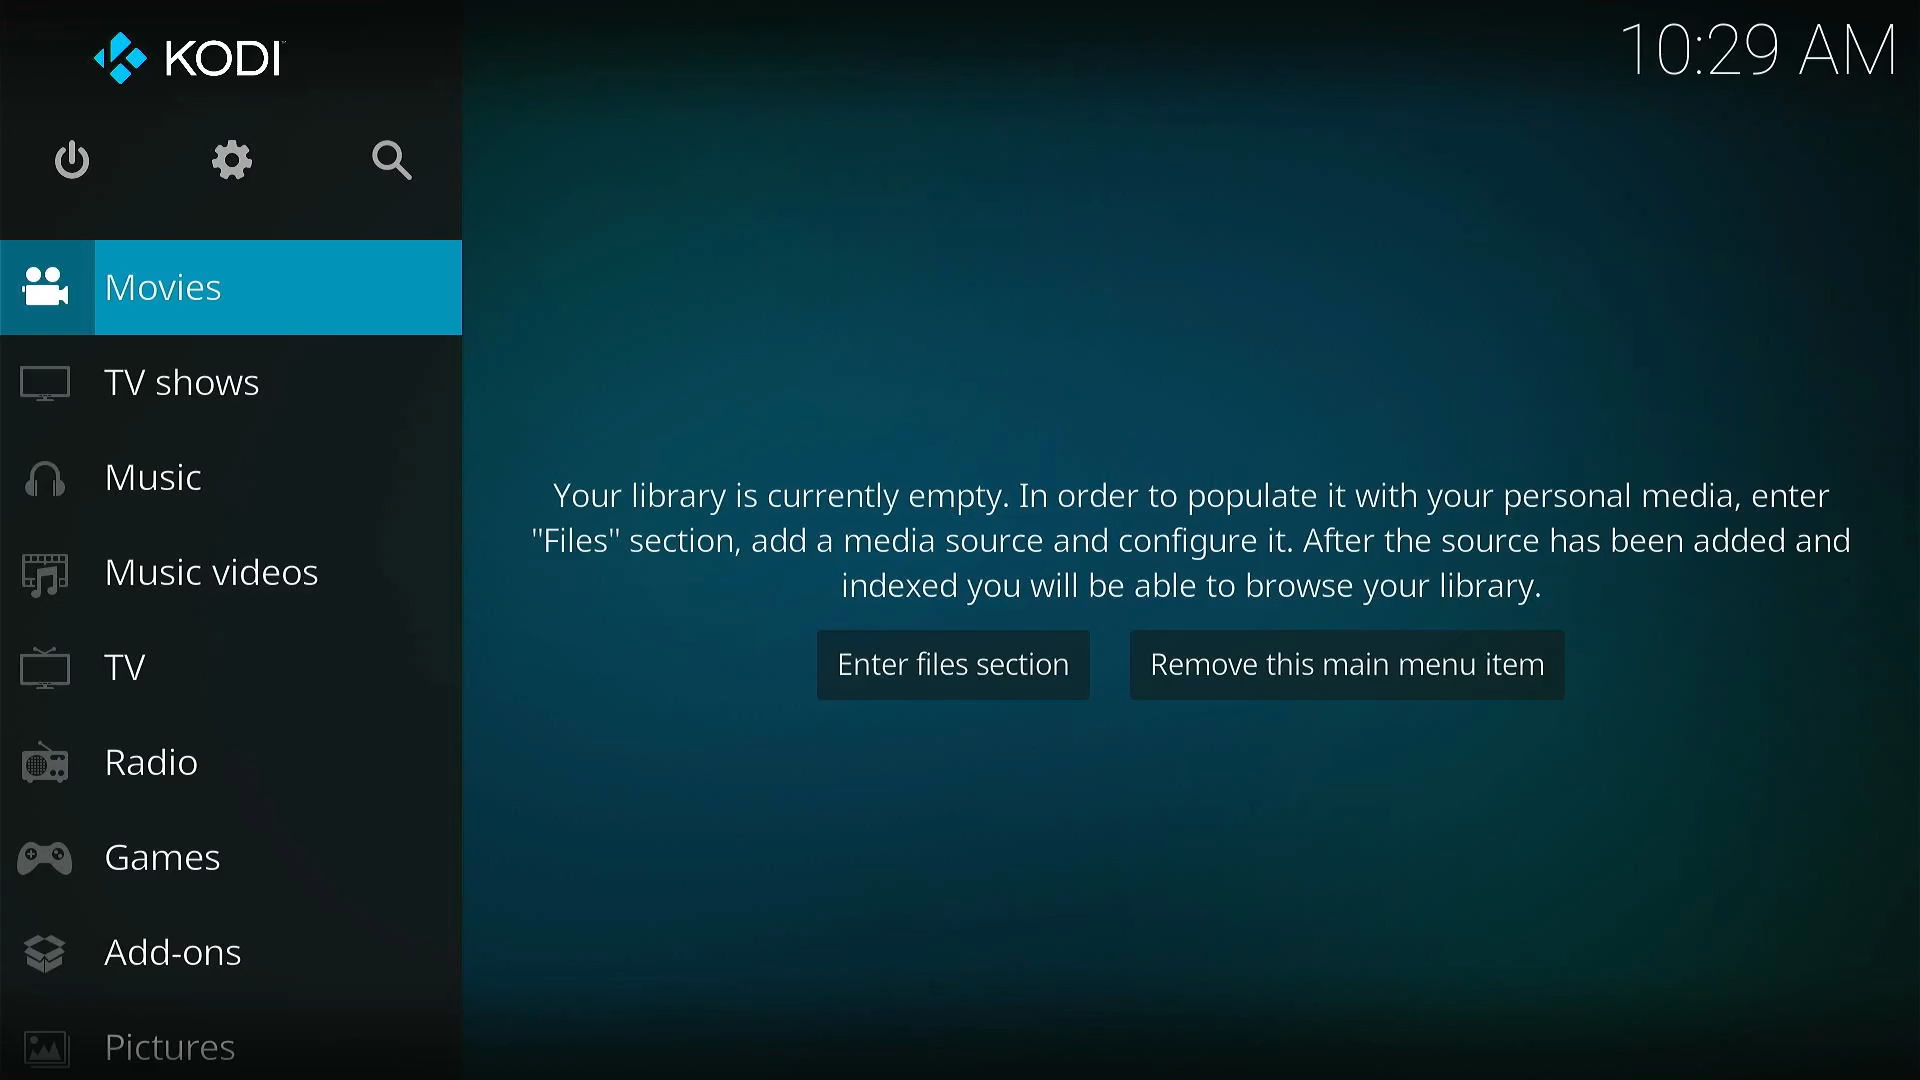 KODI
10:29 AM
Movies
TV shows
Music
Music videos
TV
Radio
Games
Add-ons
Pictures
Your library is currently empty. In order to populate it with your personal media, enter
"Files" section, add a media source and configure it. After the source has been added and
indexed you will be able to browse your library.
Enter files section
Remove this main menu item